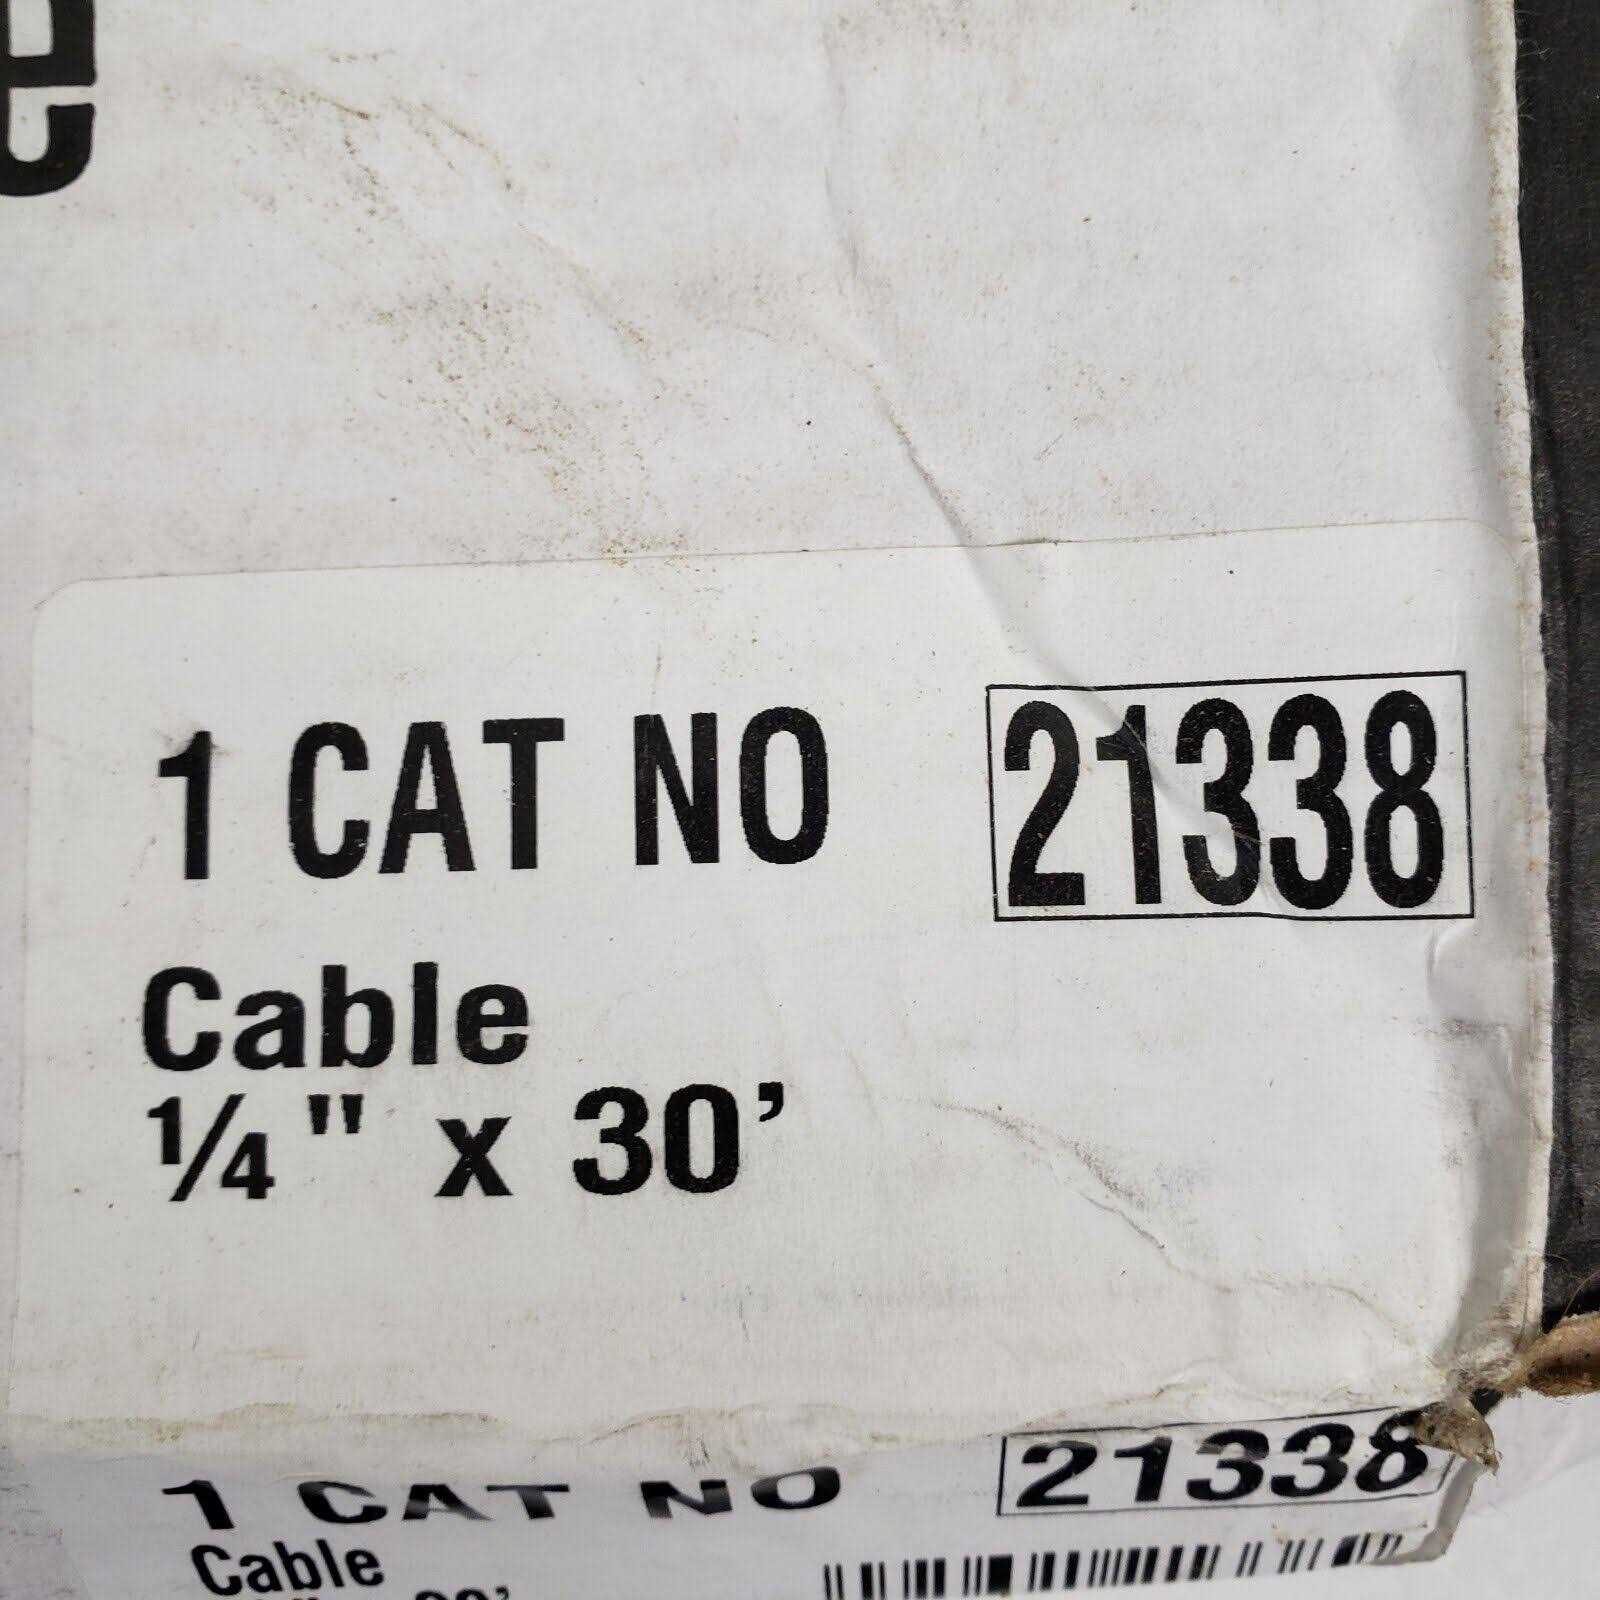 e
1 CAT NO 21338
Cable
¼" x 30’
1 CAT NO 21338
Cable